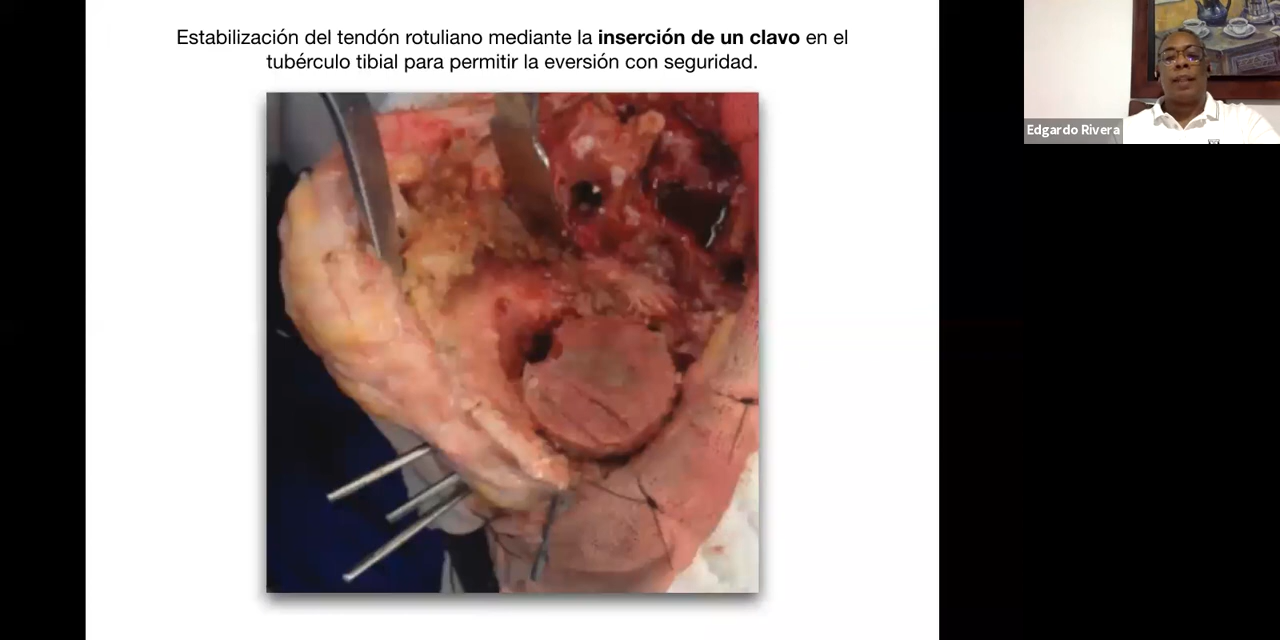 Estabilización del tendón rotuliano mediante la inserción de un clavo en el
tubérculo tibial para permitir la eversión con seguridad.
Edgardo Rivera